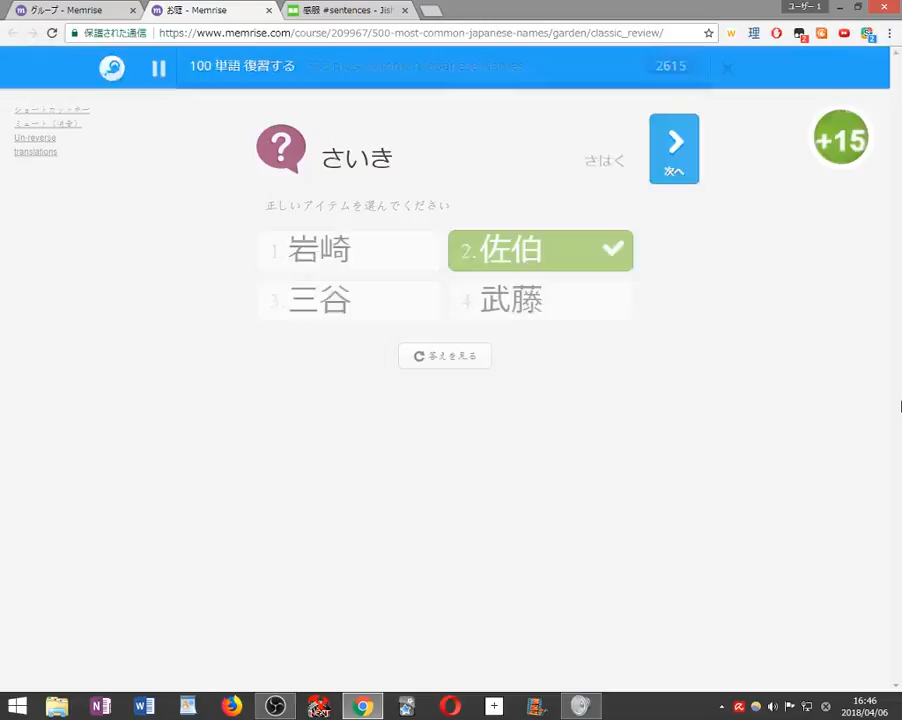 グループ - Memrise
お庭 - Memrise
感服 #sentences - Jish
ユーザー 1
保護された通信
https://www.memrise.com/course/209967/500-most-common-japanese-names/garden/classic_review/
100 単語 復習する
2615
Un-reverse
translations
さいき
さはく
次へ
+15
正しいアイテムを選んでください
1. 岩崎
2. 佐伯
3. 三谷
4 武藤
答えを見る
16:46
2018/04/06